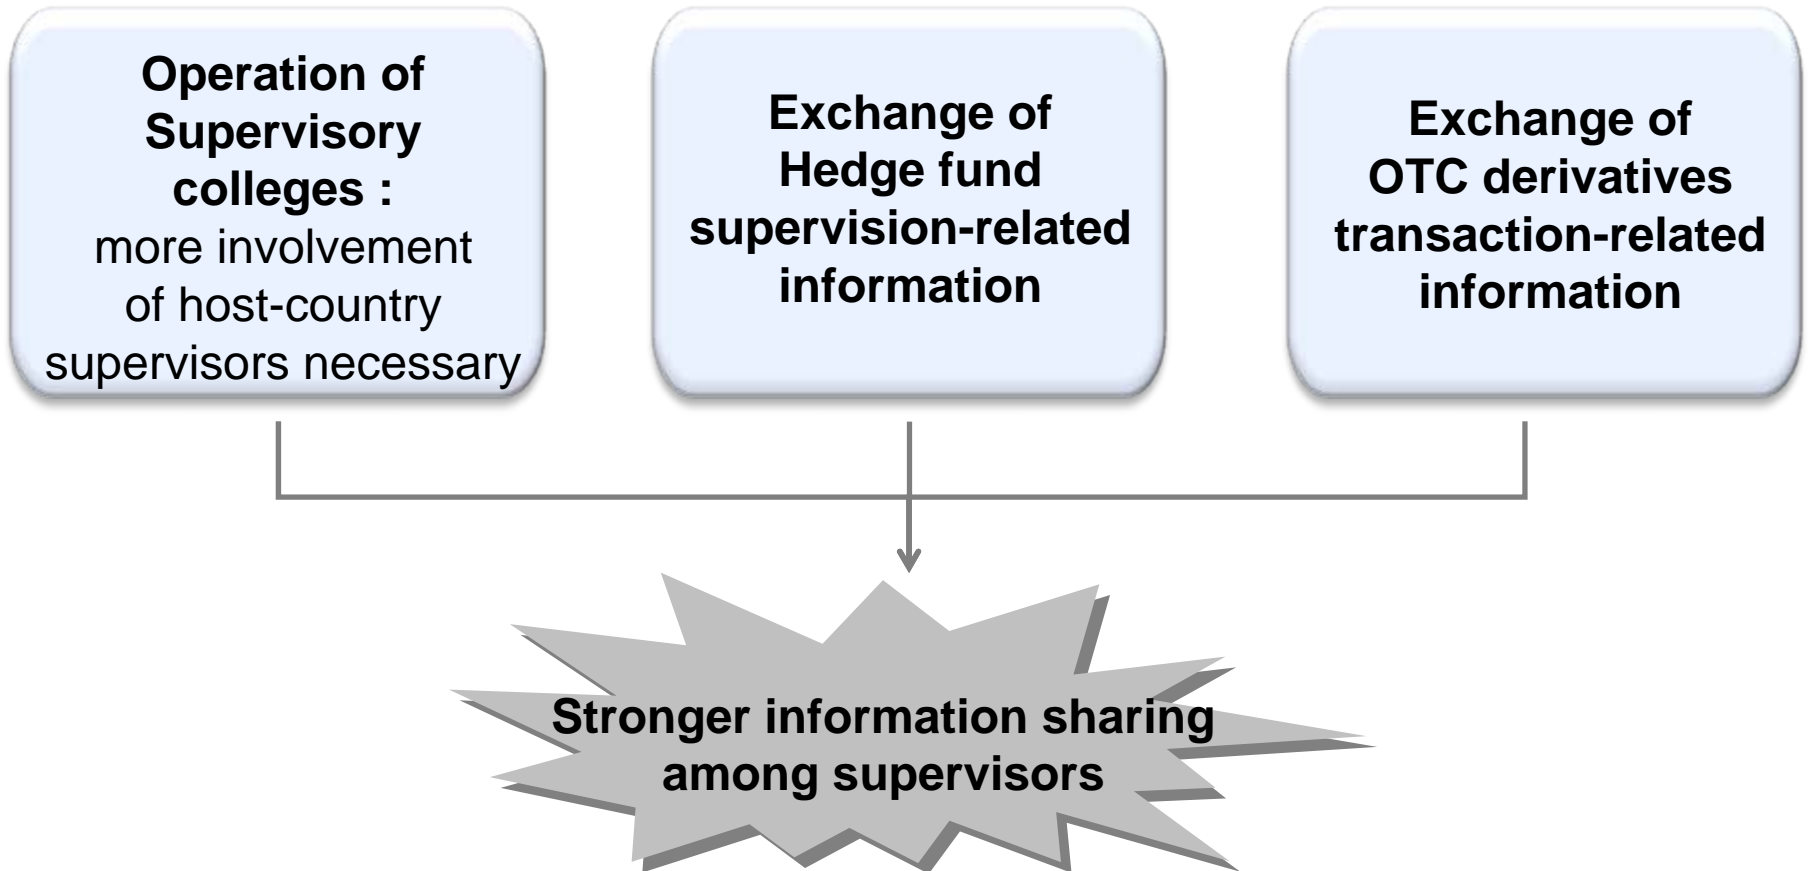 Operation of
Supervisory
colleges :
more involvement
of host-country
supervisors necessary
Exchange of
Hedge fund
supervision-related
information
Exchange of
OTC derivatives
transaction-related
information
Stronger information sharing
among supervisors